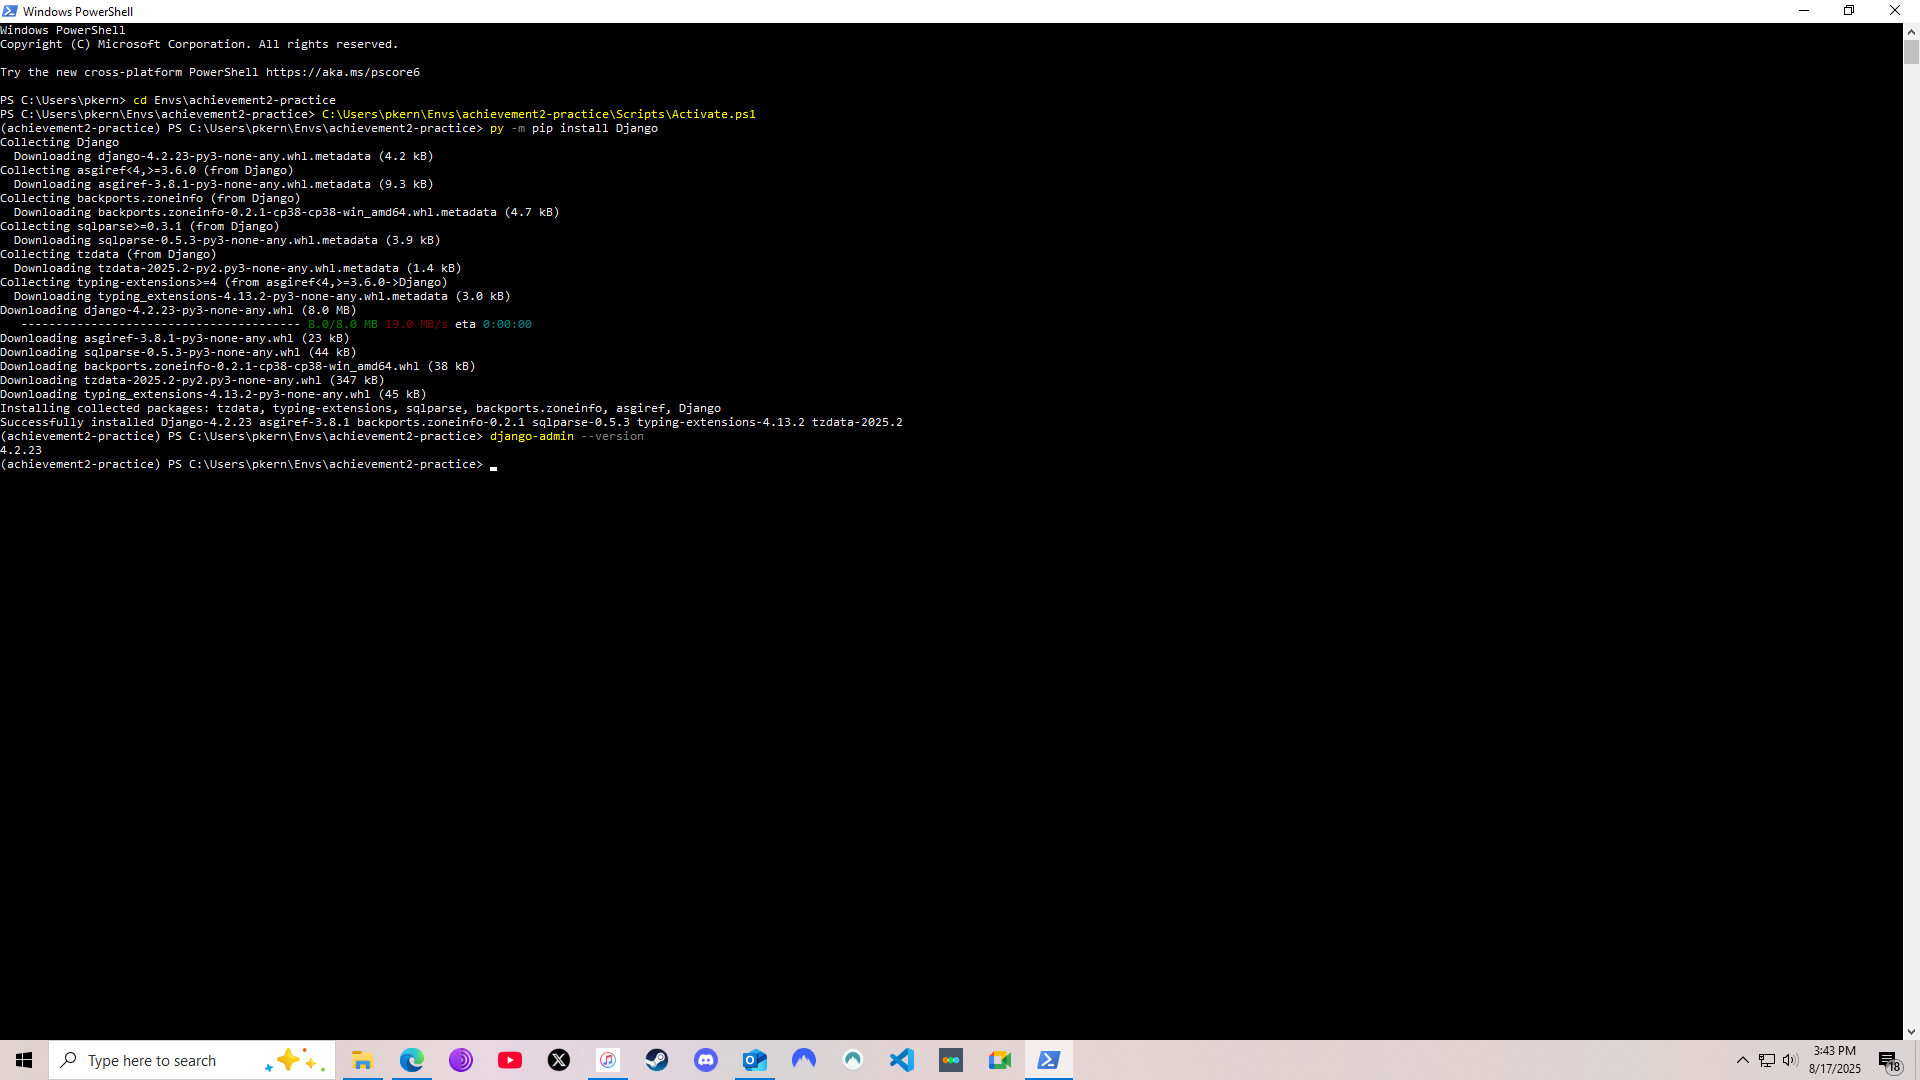 Windows PowerShell
Windows PowerShell
Copyright (C) Microsoft Corporation. All rights reserved.
Try the new cross-platform PowerShell https://aka.ms/pscore6
PS C:\Users\pkern> cd Envs\achievement2-practice
PS C:\Users\pkern\Envs\achievement2-practice> C:\Users\pkern\Envs\achievement2-practice\Scripts\Activate.ps1
(achievement2-practice) PS C:\Users\pkern\Envs\achievement2-practice> py -m pip install Django
Collecting Django
  Downloading django-4.2.23-py3-none-any.whl.metadata (4.2 kB)
Collecting asgiref<4,>=3.6.0 (from Django)
  Downloading asgiref-3.8.1-py3-none-any.whl.metadata (9.3 kB)
Collecting backports.zoneinfo (from Django)
  Downloading backports.zoneinfo-0.2.1-cp38-cp38-win_amd64.whl.metadata (4.7 kB)
Collecting sqlparse>=0.3.1 (from Django)
  Downloading sqlparse-0.5.3-py3-none-any.whl.metadata (3.9 kB)
Collecting tzdata (from Django)
  Downloading tzdata-2025.2-py2.py3-none-any.whl.metadata (1.4 kB)
Collecting typing-extensions>=4 (from asgiref<4,>=3.6.0->Django)
  Downloading typing_extensions-4.13.2-py3-none-any.whl.metadata (3.0 kB)
Downloading django-4.2.23-py3-none-any.whl (8.0 MB)
   ---------------------------------------- 8.0/8.0 MB 19.0 MB/s eta 0:00:00
Downloading asgiref-3.8.1-py3-none-any.whl (23 kB)
Downloading sqlparse-0.5.3-py3-none-any.whl (44 kB)
Downloading backports.zoneinfo-0.2.1-cp38-cp38-win_amd64.whl (38 kB)
Downloading tzdata-2025.2-py2.py3-none-any.whl (347 kB)
Downloading typing_extensions-4.13.2-py3-none-any.whl (45 kB)
Installing collected packages: tzdata, typing-extensions, sqlparse, backports.zoneinfo, asgiref, Django
Successfully installed Django-4.2.23 asgiref-3.8.1 backports.zoneinfo-0.2.1 sqlparse-0.5.3 typing-extensions-4.13.2 tzdata-2025.2
(achievement2-practice) PS C:\Users\pkern\Envs\achievement2-practice> django-admin --version
4.2.23
(achievement2-practice) PS C:\Users\pkern\Envs\achievement2-practice>
Type here to search
3:43 PM
8/17/2025
18